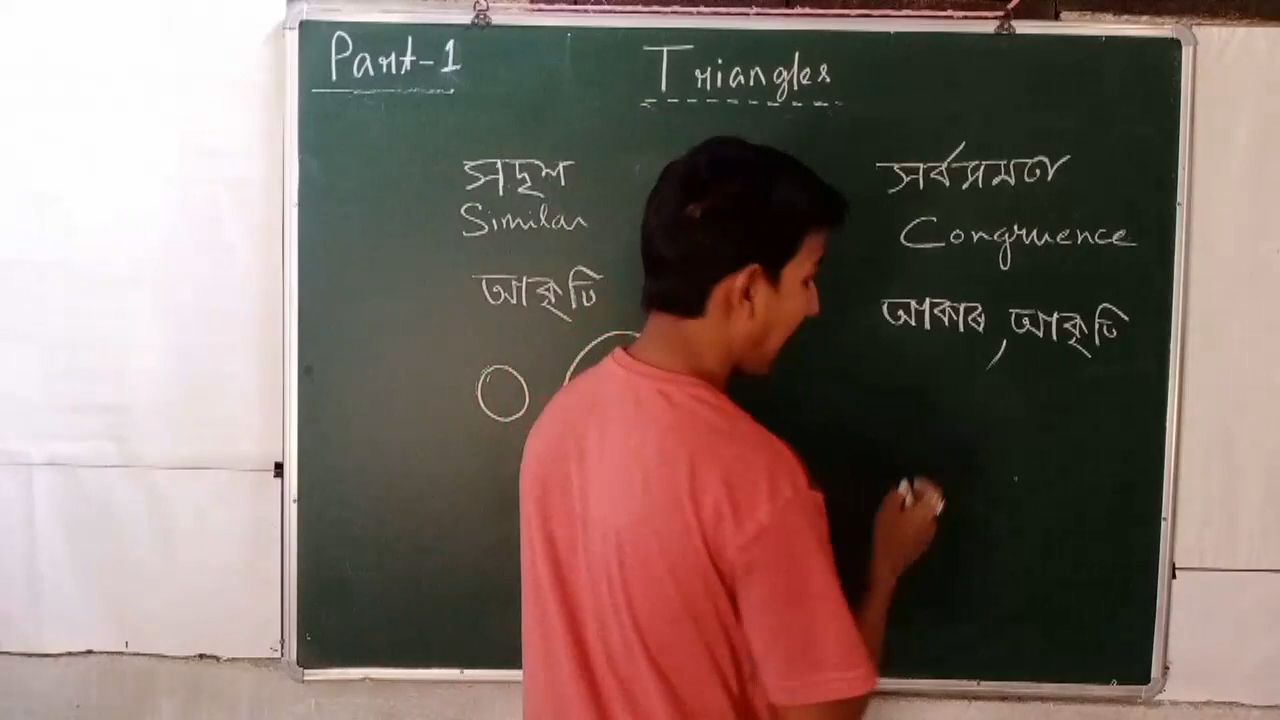 Part-1
Triangles
সদৃশ
Similar
আকৃতি
সৰ্বসমতা
Congruence
আকাৰ, আকৃতি